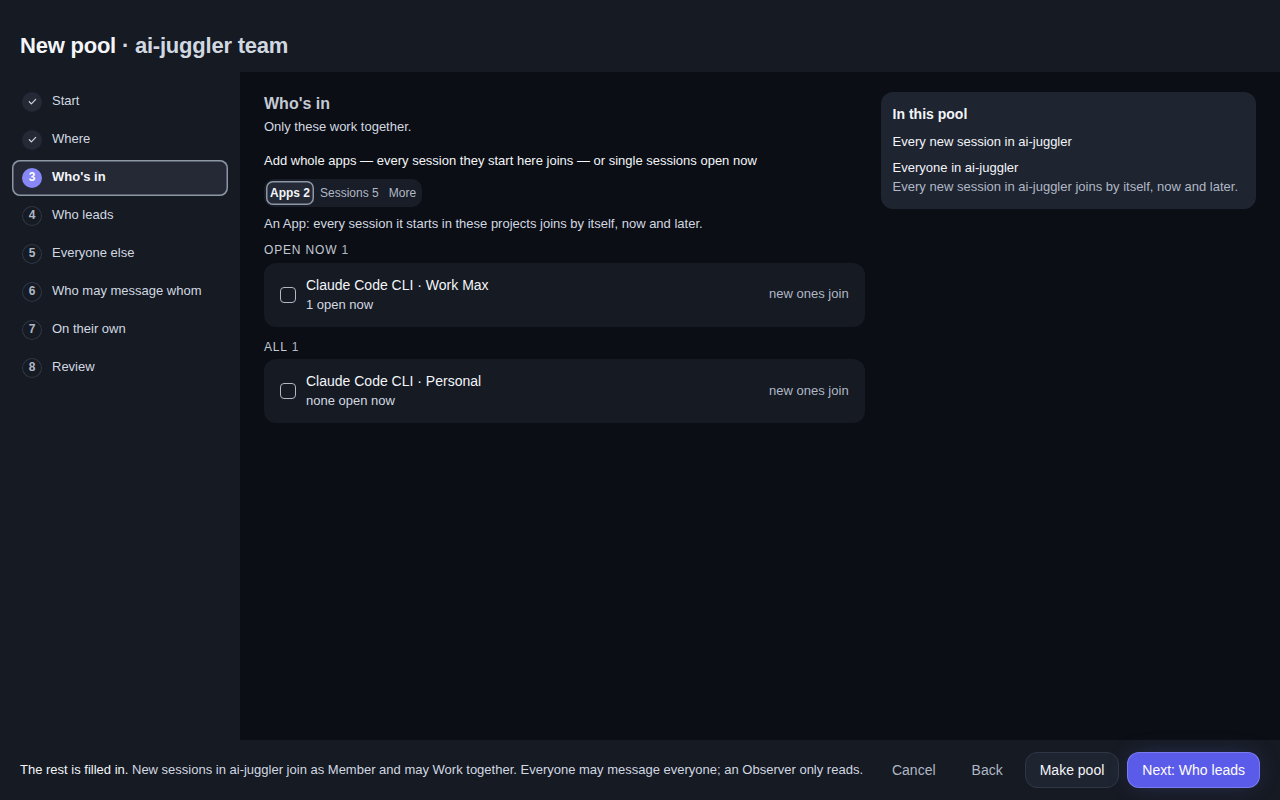 New pool · ai-juggler team
Start
Where
3 Who's in
4 Who leads
5 Everyone else
6 Who may message whom
7 On their own
8 Review
Who's in
Only these work together.
Add whole apps — every session they start here joins — or single sessions open now
Apps 2 Sessions 5 More
An App: every session it starts in these projects joins by itself, now and later.
OPEN NOW 1
Claude Code CLI · Work Max
1 open now
new ones join
ALL 1
Claude Code CLI · Personal
none open now
new ones join
In this pool
Every new session in ai-juggler
Everyone in ai-juggler
Every new session in ai-juggler joins by itself, now and later.
The rest is filled in. New sessions in ai-juggler join as Member and may Work together. Everyone may message everyone; an Observer only reads.
Cancel
Back
Make pool
Next: Who leads